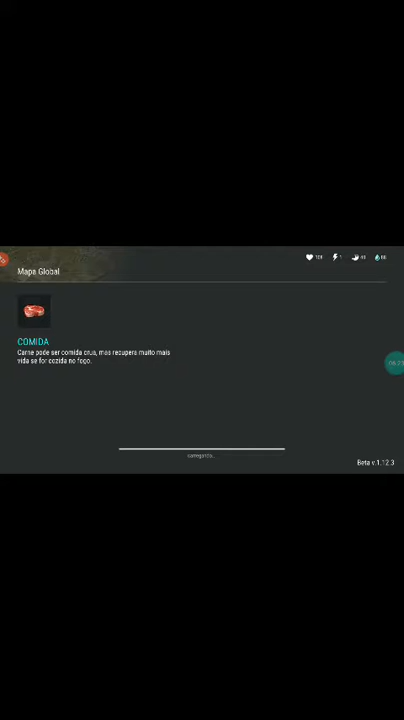 Mapa Global
COMIDA
Carne pode ser comida crua, mas recupera muito mais
vida se for cozida no fogo.
Beta v.1.12.3